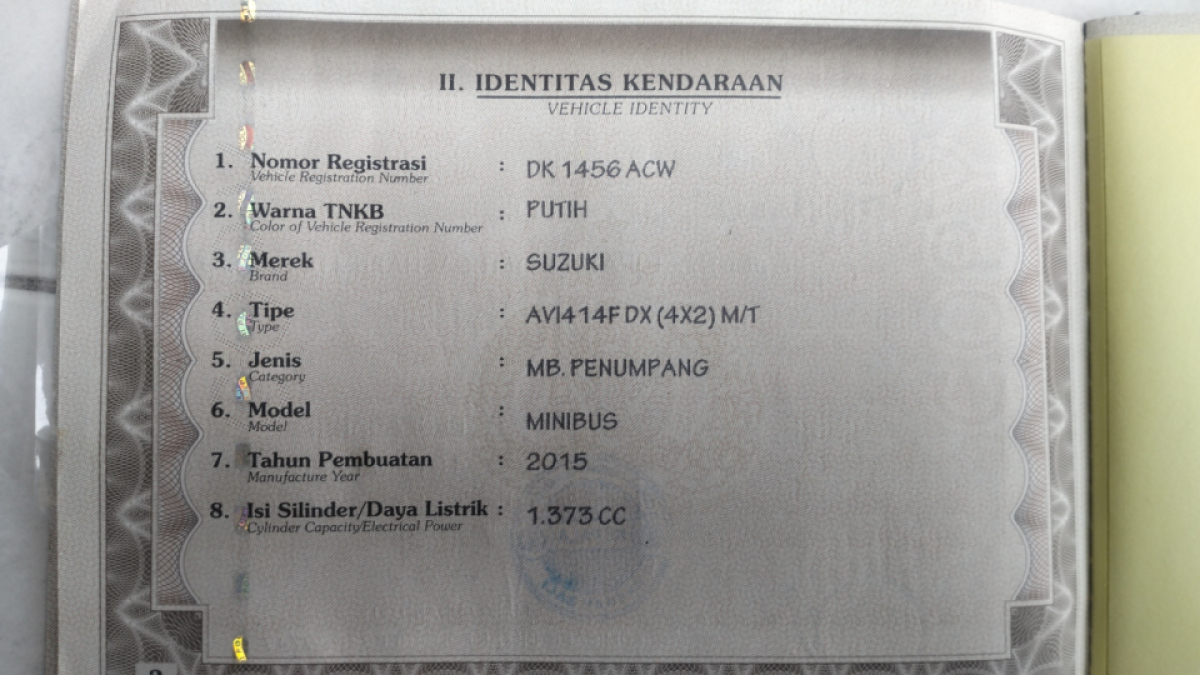 II. IDENTITAS KENDARAAN
VEHICLE IDENTITY
1. Nomor Registrasi : DK 1456 ACW
Vehicle Registration Number
2. Warna TNKB : PUTIH
Color of Vehicle Registration Number
3. Merek : SUZUKI
Brand
4. Tipe : AV1414F DX (4X2) M/T
Type
5. Jenis : MB. PENUMPANG
Category
6. Model : MINIBUS
Model
7. Tahun Pembuatan : 2015
Manufacture Year
8. Isi Silinder/Daya Listrik : 1.373 CC
Cylinder Capacity/Electrical Power